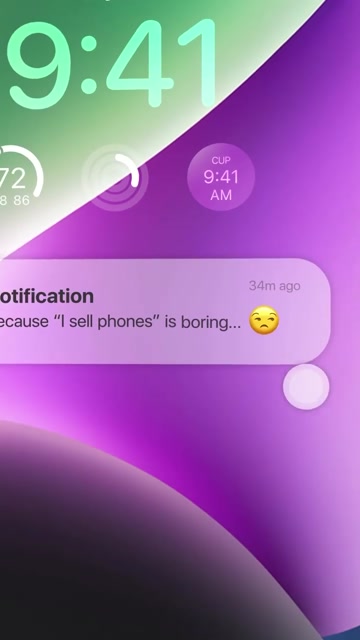 9:41
72
8 86
CUP
9:41
AM
34m ago
otification
ecause “I sell phones” is boring... 😒